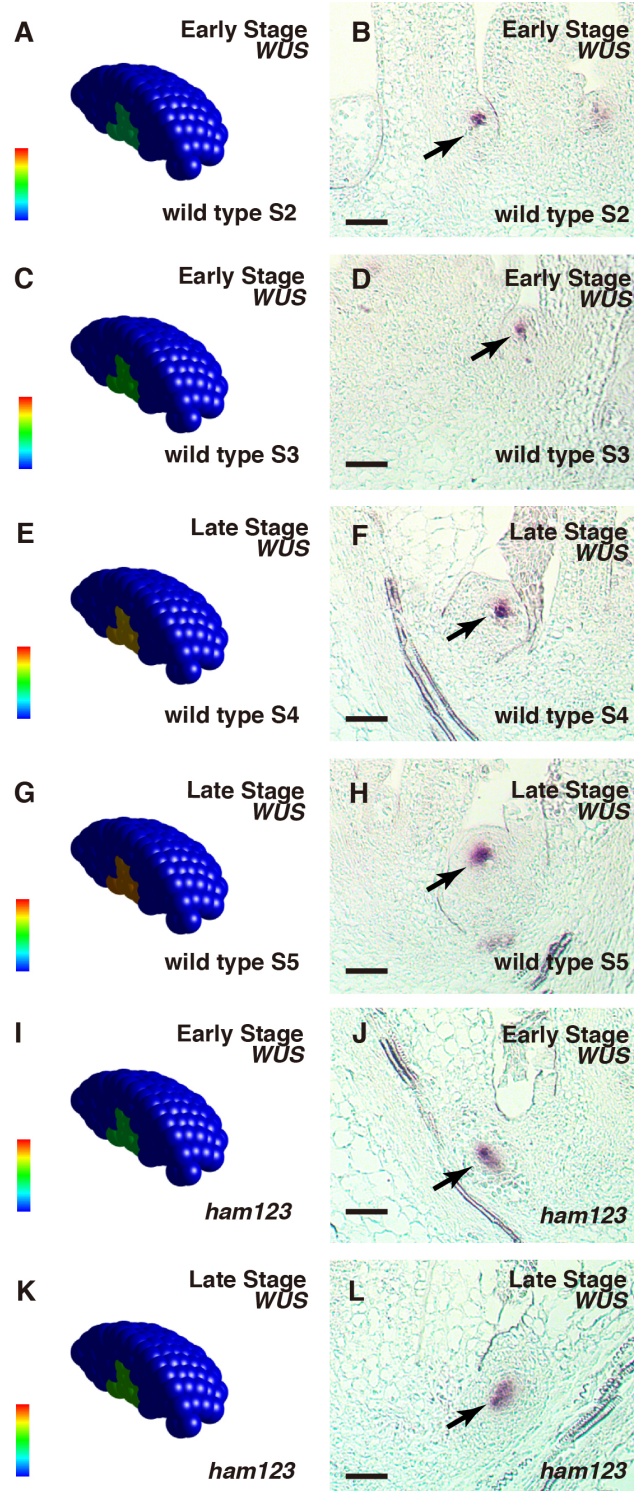 A
Early Stage
WUS
wild type S2
B
Early Stage
WUS
wild type S2
C
Early Stage
WUS
wild type S3
D
Early Stage
WUS
wild type S3
E
Late Stage
WUS
wild type S4
F
Late Stage
WUS
wild type S4
G
Late Stage
WUS
wild type S5
H
Late Stage
WUS
wild type S5
I
Early Stage
WUS
ham123
J
Early Stage
WUS
ham123
K
Late Stage
WUS
ham123
L
Late Stage
WUS
ham123